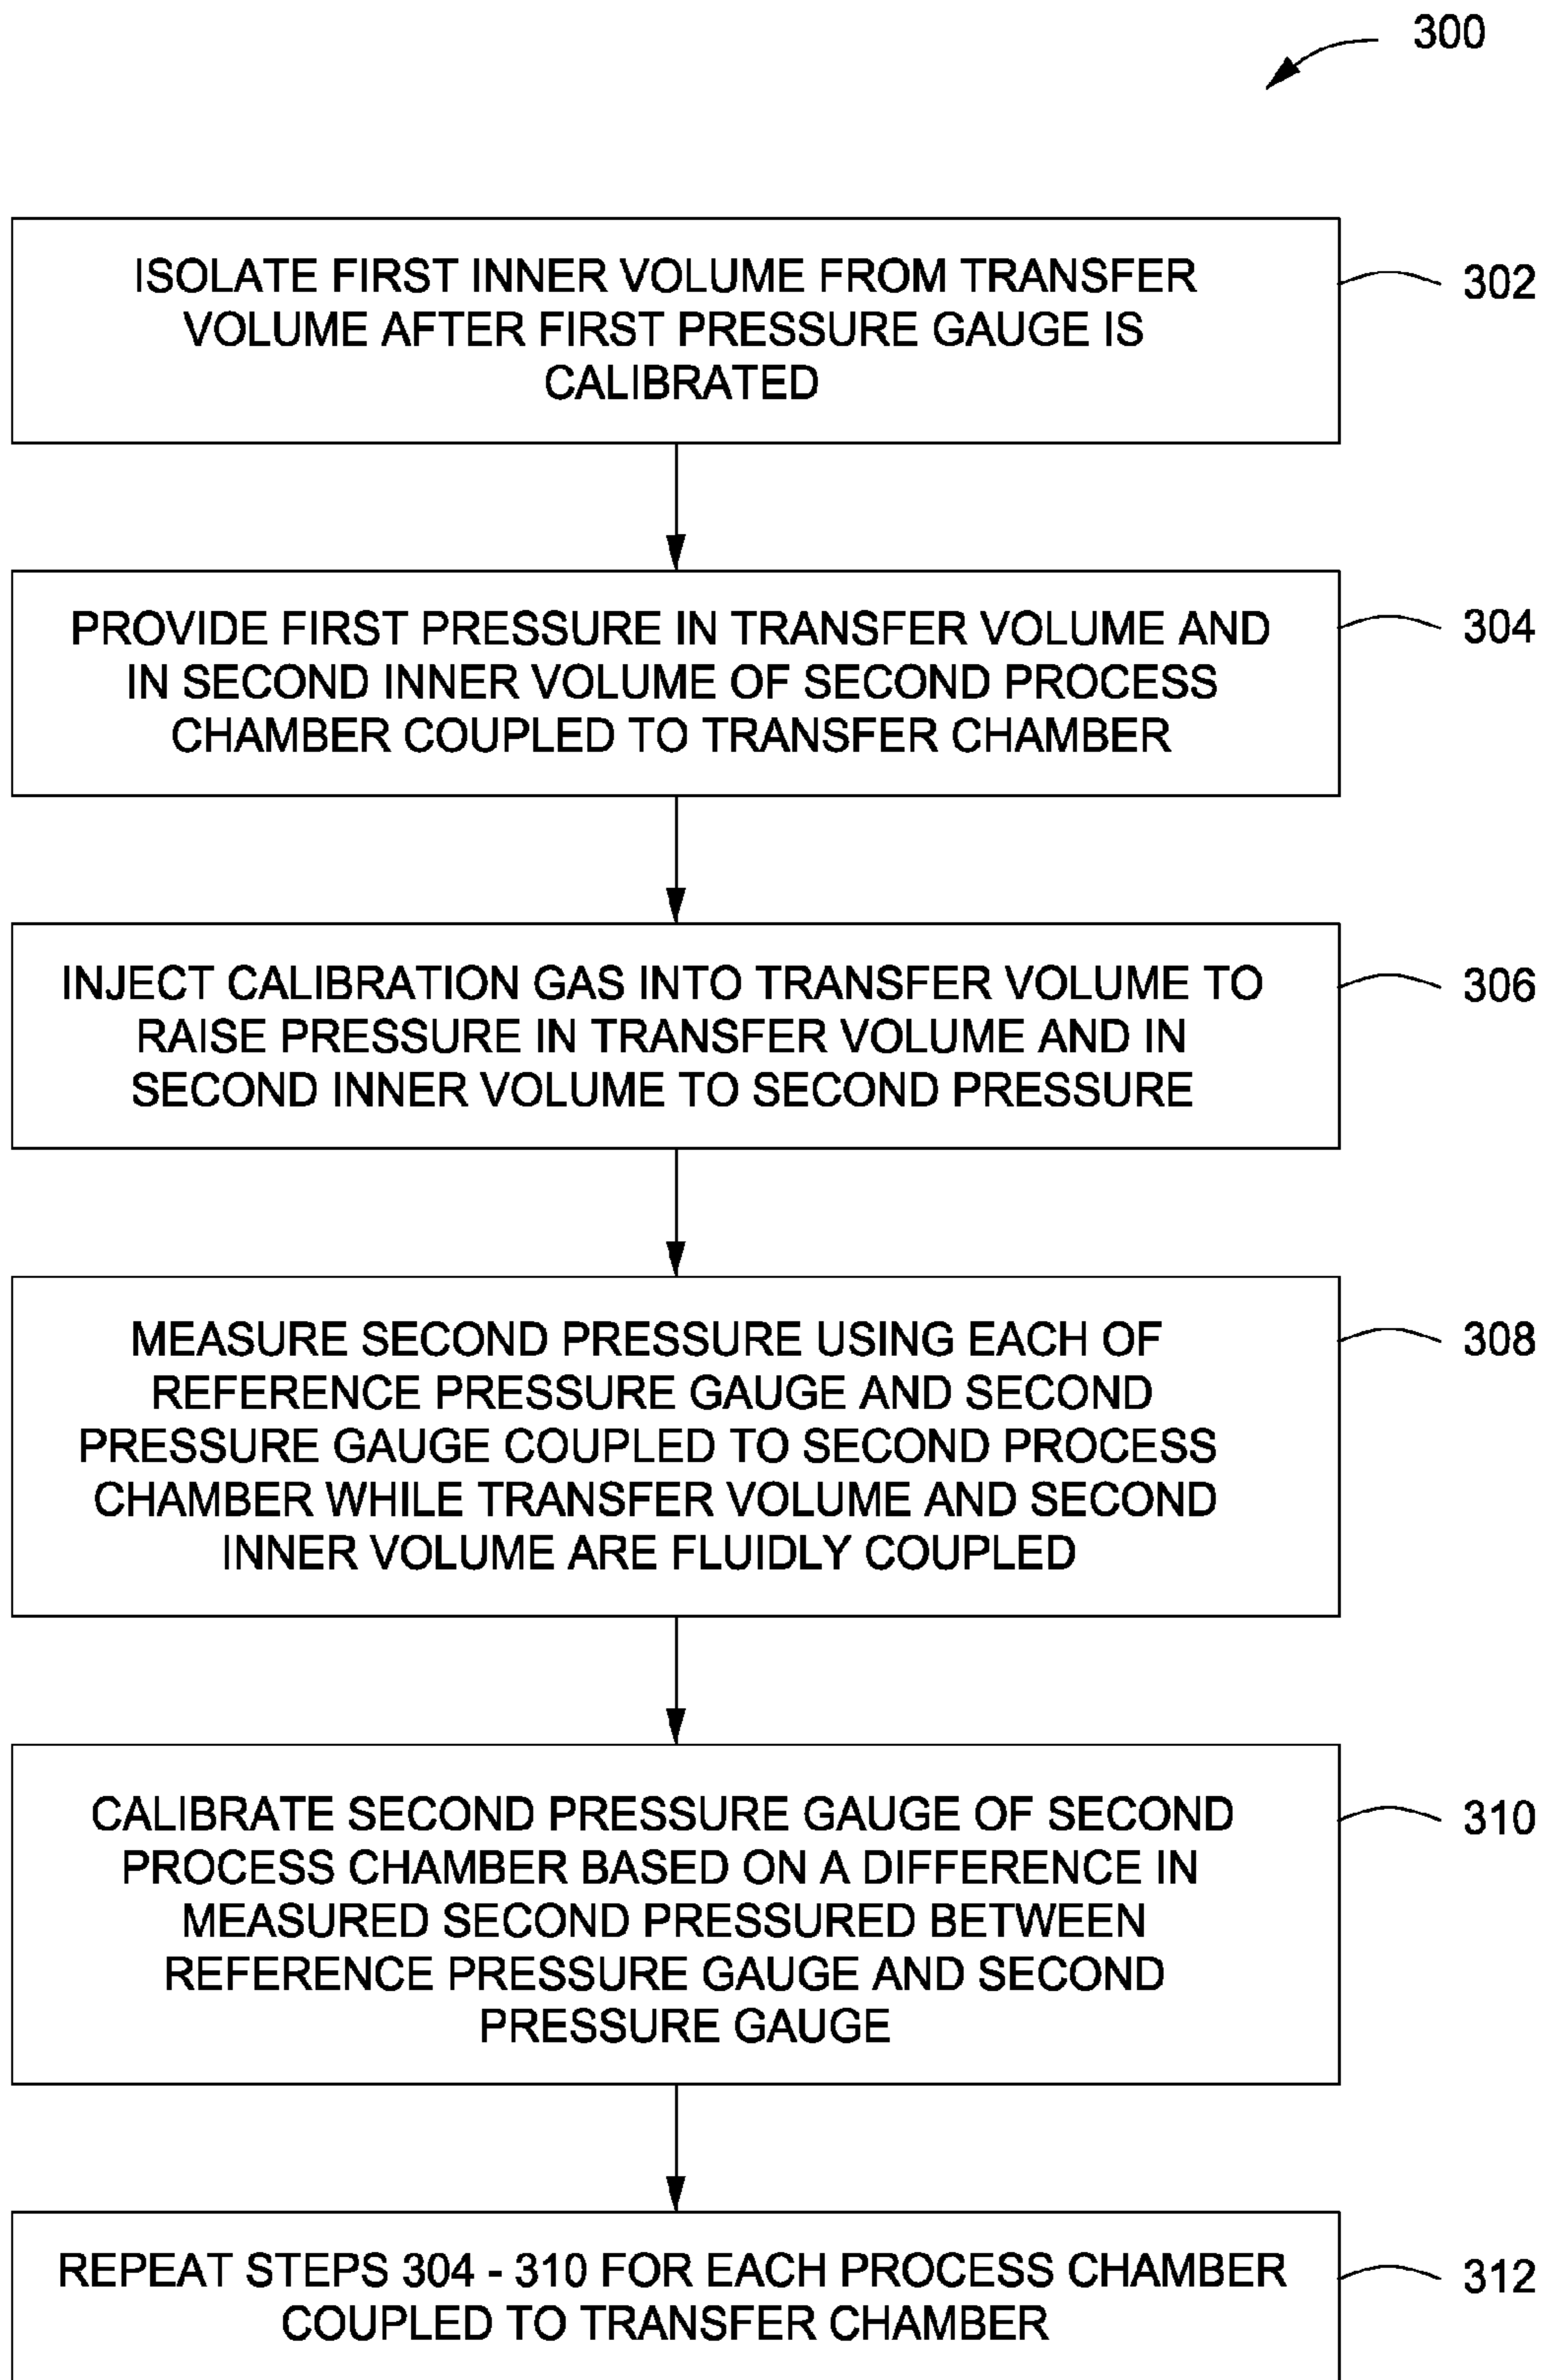 300
ISOLATE FIRST INNER VOLUME FROM TRANSFER
VOLUME AFTER FIRST PRESSURE GAUGE IS
CALIBRATED
302
PROVIDE FIRST PRESSURE IN TRANSFER VOLUME AND
IN SECOND INNER VOLUME OF SECOND PROCESS
CHAMBER COUPLED TO TRANSFER CHAMBER
304
INJECT CALIBRATION GAS INTO TRANSFER VOLUME TO
RAISE PRESSURE IN TRANSFER VOLUME AND IN
SECOND INNER VOLUME TO SECOND PRESSURE
306
MEASURE SECOND PRESSURE USING EACH OF
REFERENCE PRESSURE GAUGE AND SECOND
PRESSURE GAUGE COUPLED TO SECOND PROCESS
CHAMBER WHILE TRANSFER VOLUME AND SECOND
INNER VOLUME ARE FLUIDLY COUPLED
308
CALIBRATE SECOND PRESSURE GAUGE OF SECOND
PROCESS CHAMBER BASED ON A DIFFERENCE IN
MEASURED SECOND PRESSURED BETWEEN
REFERENCE PRESSURE GAUGE AND SECOND
PRESSURE GAUGE
310
REPEAT STEPS 304 - 310 FOR EACH PROCESS CHAMBER
COUPLED TO TRANSFER CHAMBER
312